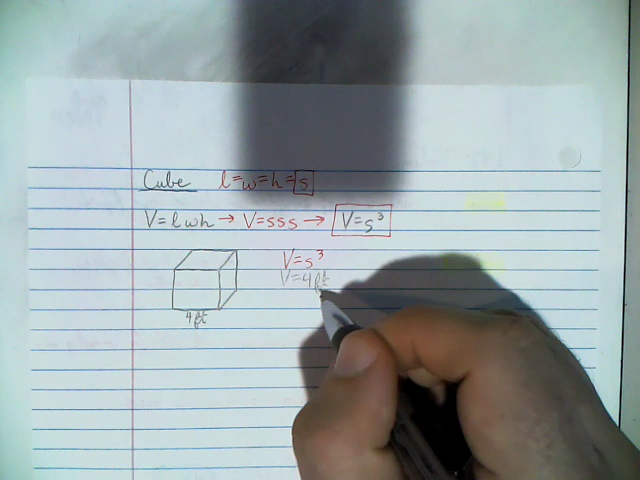 Cube l=w=h=s
V=lwh → V=sss → V=s³
V=s³
V=4ft
4ft